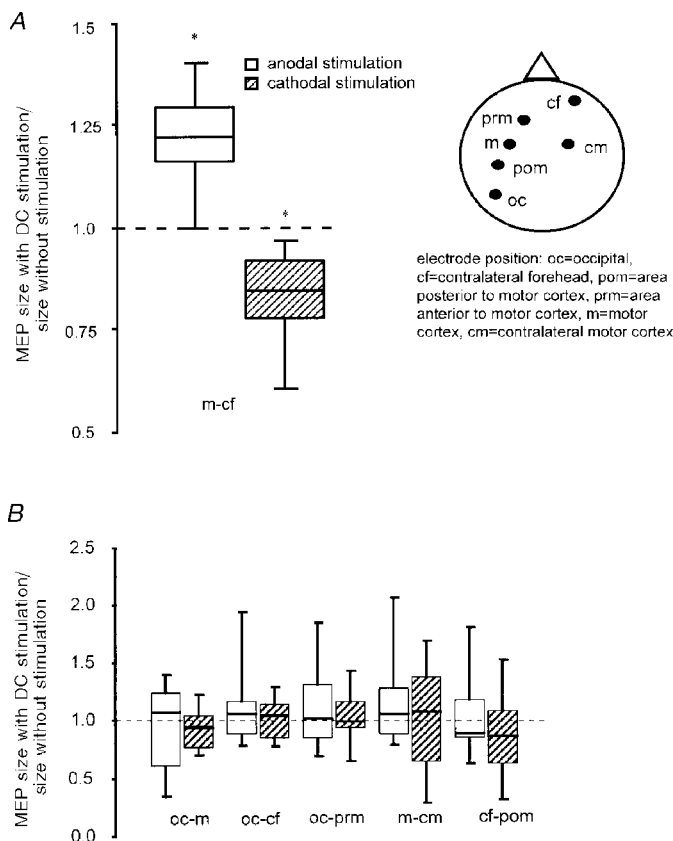 A
1.5
1.25
1.0
0.75
0.5
MEP size with DC stimulation/
size without stimulation
*
*
anodal stimulation
cathodal stimulation
m-cf
cf
prm
m
cm
pom
oc
electrode position: oc=occipital,
cf=contralateral forehead, pom=area
posterior to motor cortex, prm=area
anterior to motor cortex, m=motor
cortex, cm=contralateral motor cortex
B
2.5
2.0
1.5
1.0
0.5
0.0
MEP size with DC stimulation/
size without stimulation
oc-m
oc-cf
oc-prm
m-cm
cf-pom